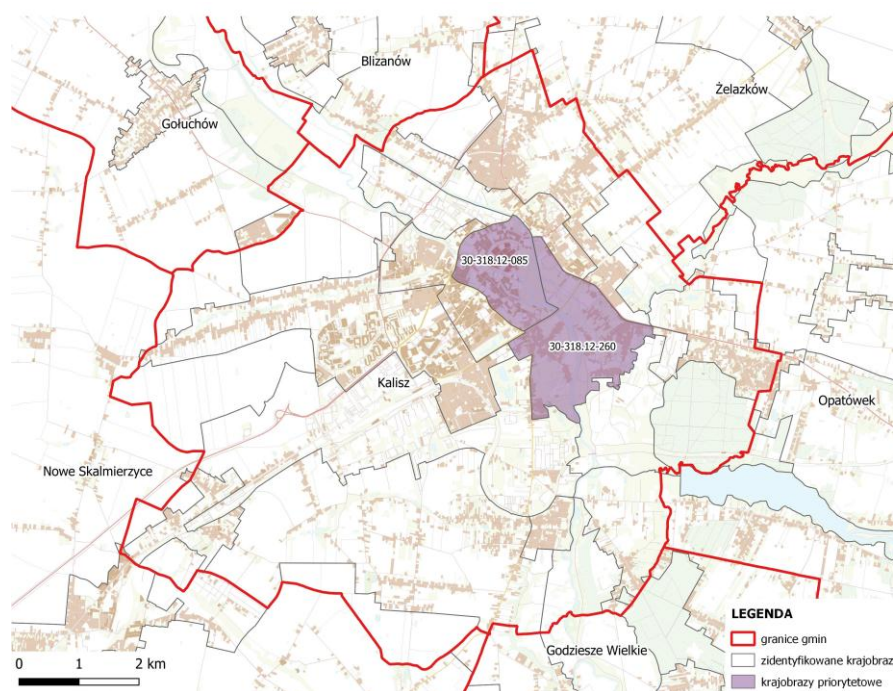 Blizanów
Żelazków
Gołuchów
30-318.12-085
30-318.12-260
Kalisz
Opatówek
Nowe Skalmierzyce
Godziesze Wielkie
LEGENDA
granice gmin
zidentyfikowane krajobraz
krajobrazy priorytetowe
0 1 2 km